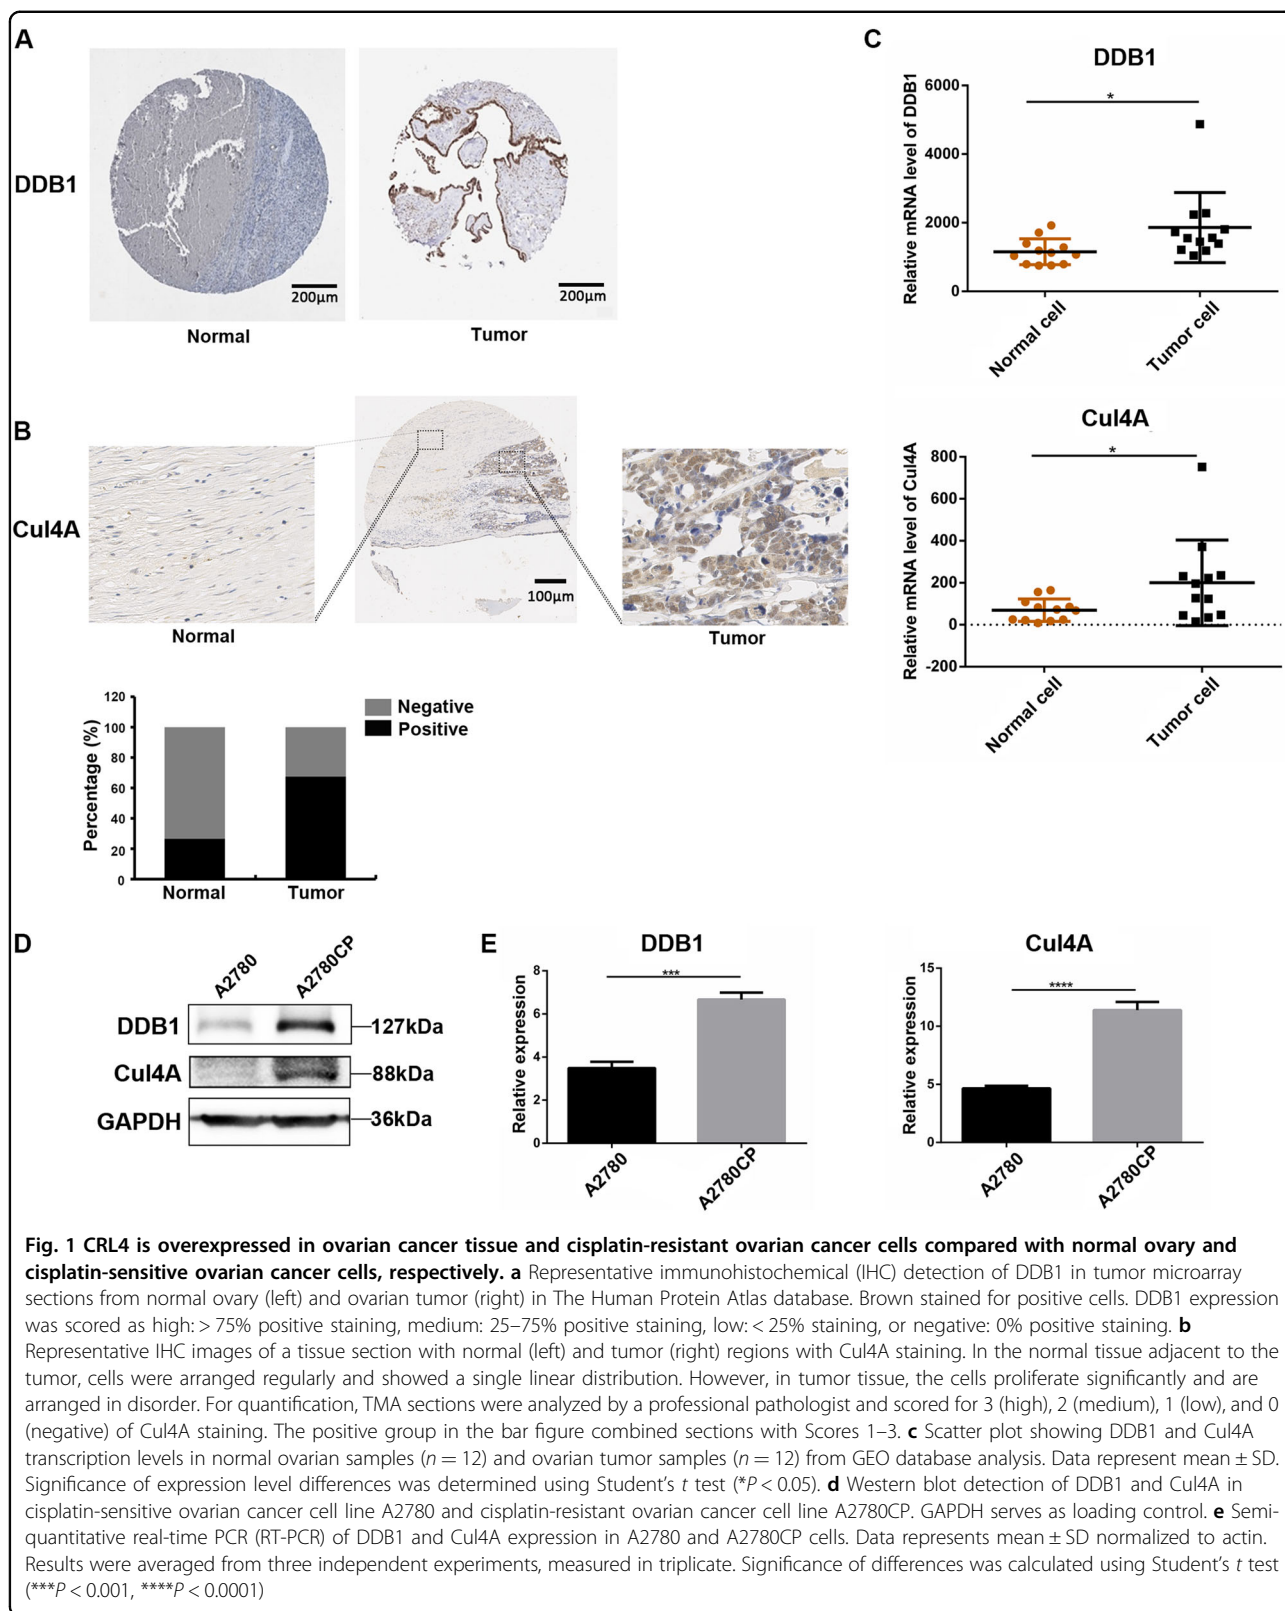 A
DDB1
200µm
200µm
Normal
Tumor
B
Cul4A
100µm
Normal
Tumor
120
100
80
60
40
20
0
Percentage (%)
Negative
Positive
Normal
Tumor
C
DDB1
*
6000
4000
2000
0
Relative mRNA level of DDB1
Normal cell
Tumor cell
Cul4A
*
800
600
400
200
0
-200
Relative mRNA level of Cul4A
Normal cell
Tumor cell
D
A2780
A2780CP
DDB1
127kDa
Cul4A
88kDa
GAPDH
36kDa
E
DDB1
***
8
6
4
2
0
Relative expression
A2780
A2780CP
Cul4A
****
15
10
5
0
Relative expression
A2780
A2780CP
Fig. 1 CRL4 is overexpressed in ovarian cancer tissue and cisplatin-resistant ovarian cancer cells compared with normal ovary and
cisplatin-sensitive ovarian cancer cells, respectively. a Representative immunohistochemical (IHC) detection of DDB1 in tumor microarray
sections from normal ovary (left) and ovarian tumor (right) in The Human Protein Atlas database. Brown stained for positive cells. DDB1 expression
was scored as high: > 75% positive staining, medium: 25–75% positive staining, low: < 25% staining, or negative: 0% positive staining. b
Representative IHC images of a tissue section with normal (left) and tumor (right) regions with Cul4A staining. In the normal tissue adjacent to the
tumor, cells were arranged regularly and showed a single linear distribution. However, in tumor tissue, the cells proliferate significantly and are
arranged in disorder. For quantification, TMA sections were analyzed by a professional pathologist and scored for 3 (high), 2 (medium), 1 (low), and 0
(negative) of Cul4A staining. The positive group in the bar figure combined sections with Scores 1–3. c Scatter plot showing DDB1 and Cul4A
transcription levels in normal ovarian samples (n = 12) and ovarian tumor samples (n = 12) from GEO database analysis. Data represent mean ± SD.
Significance of expression level differences was determined using Student's t test (*P < 0.05). d Western blot detection of DDB1 and Cul4A in
cisplatin-sensitive ovarian cancer cell line A2780 and cisplatin-resistant ovarian cancer cell line A2780CP. GAPDH serves as loading control. e Semi-
quantitative real-time PCR (RT-PCR) of DDB1 and Cul4A expression in A2780 and A2780CP cells. Data represents mean ± SD normalized to actin.
Results were averaged from three independent experiments, measured in triplicate. Significance of differences was calculated using Student's t test
(***P < 0.001, ****P < 0.0001)